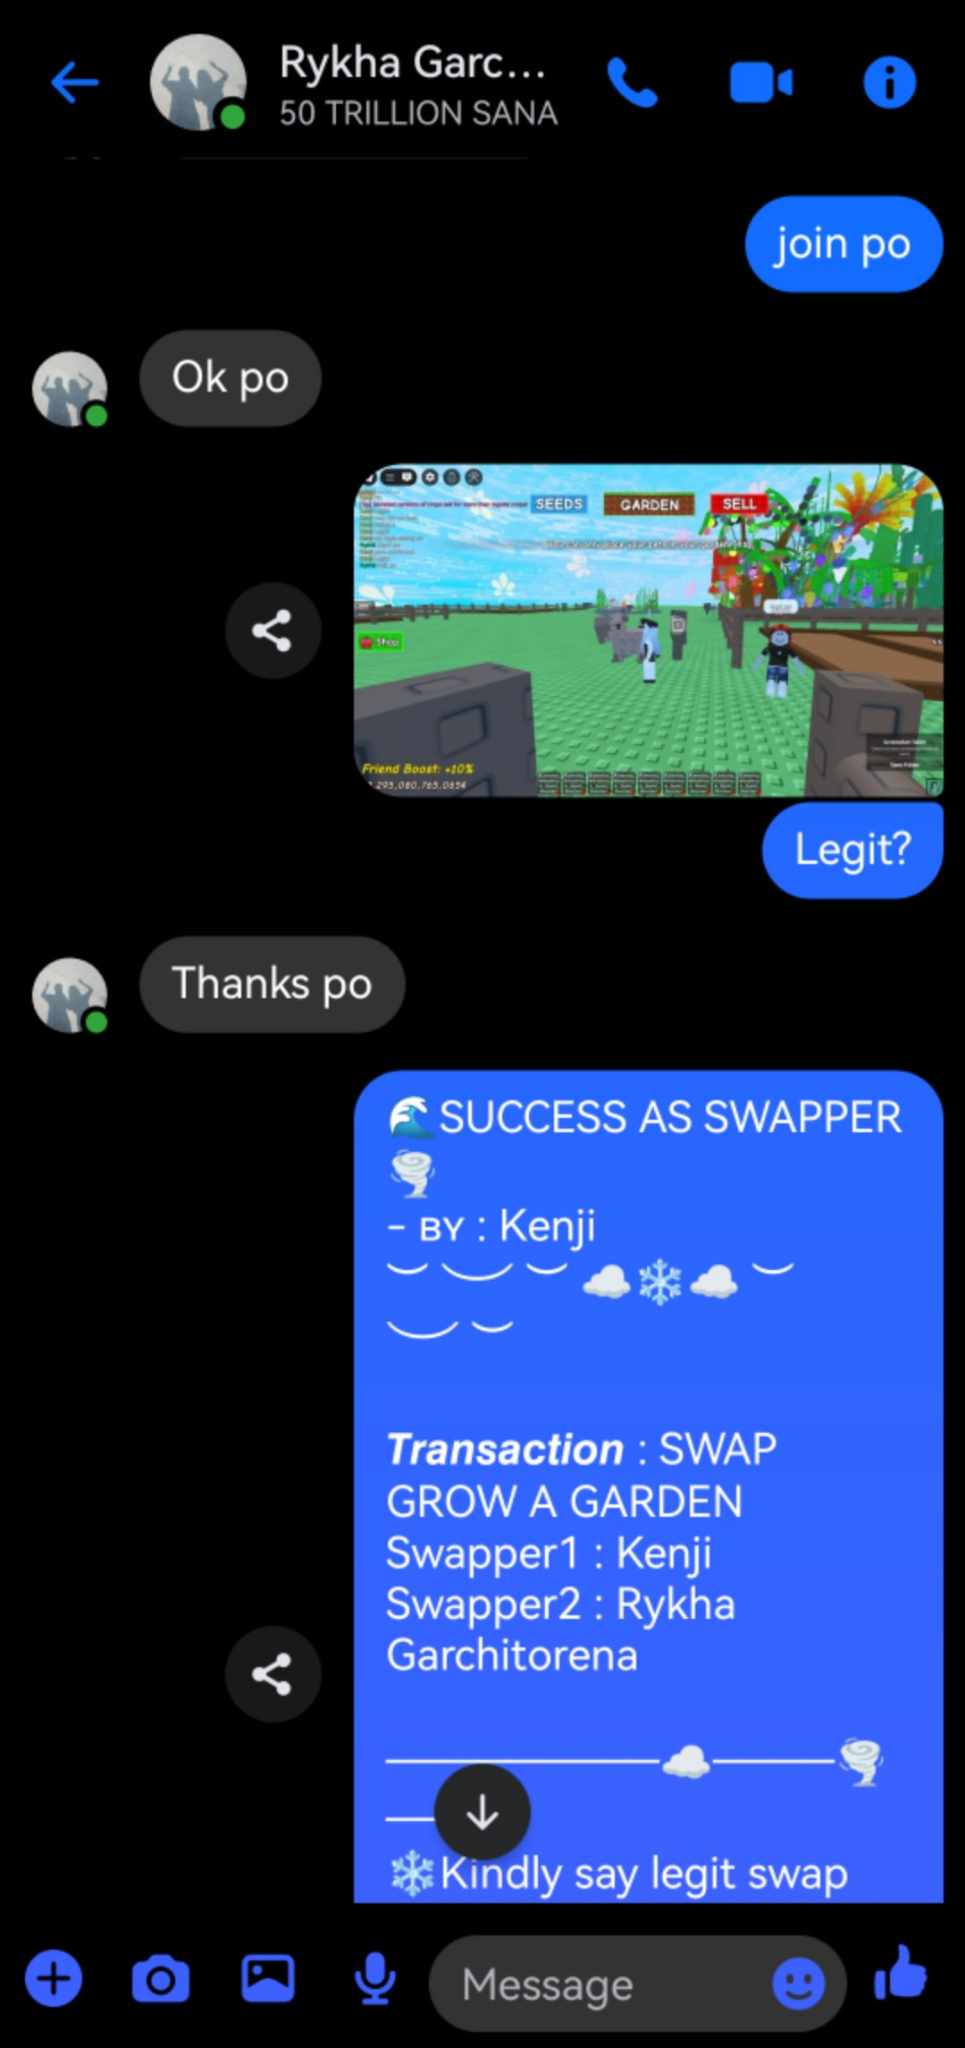 Rykha Garc...
50 TRILLION SANA
join po
Ok po
SEEDS
GARDEN
SELL
Shop
Friend Boost: +10%
Legit?
Thanks po
🌊SUCCESS AS SWAPPER
🌪️
- ʙʏ : Kenji
︶ ︶ ︶ ☁️❄️☁️ ︶
︶ ︶
Transaction : SWAP
GROW A GARDEN
Swapper1 : Kenji
Swapper2 : Rykha
Garchitorena
❄️Kindly say legit swap
Message